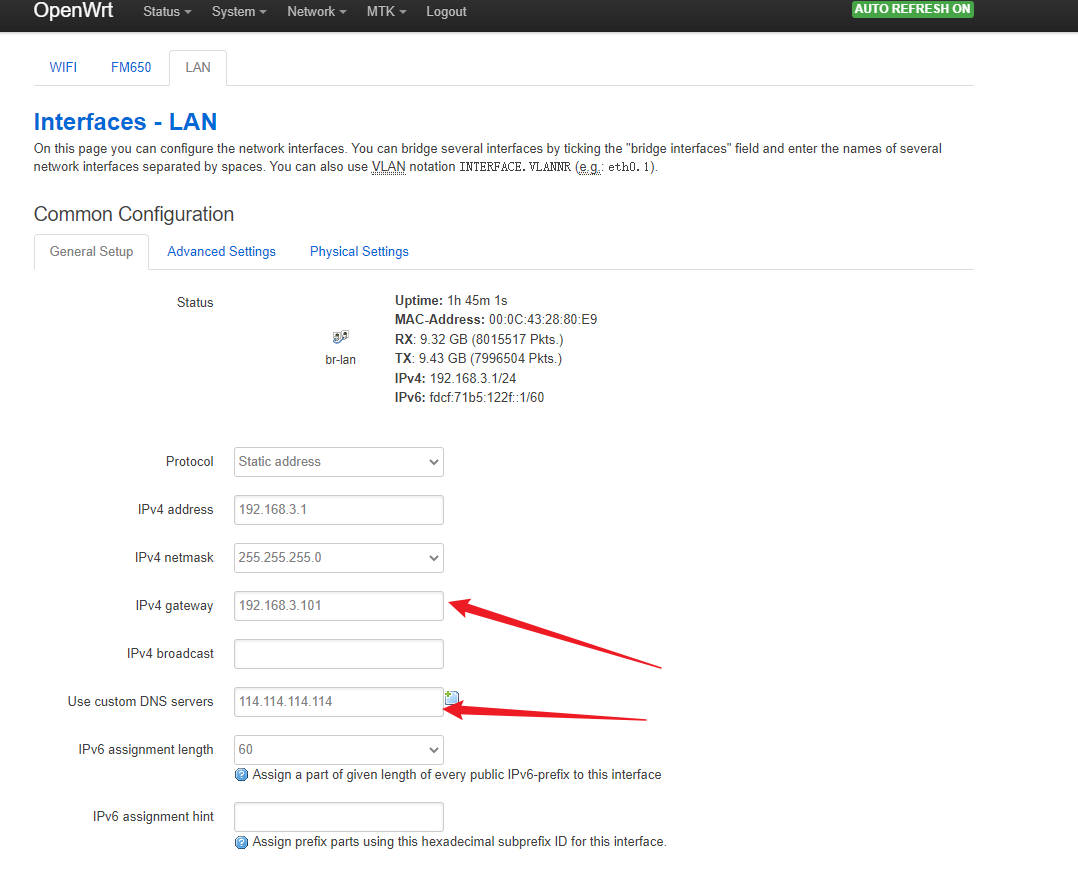 OpenWrt Status System Network MTK Logout AUTO REFRESH ON
WIFI FM650 LAN
Interfaces - LAN
On this page you can configure the network interfaces. You can bridge several interfaces by ticking the "bridge interfaces" field and enter the names of several
network interfaces separated by spaces. You can also use VLAN notation INTERFACE.VLANNR (e.g.: eth0.1).
Common Configuration
General Setup Advanced Settings Physical Settings
Status
br-lan
Uptime: 1h 45m 1s
MAC-Address: 00:0C:43:28:80:E9
RX: 9.32 GB (8015517 Pkts.)
TX: 9.43 GB (7996504 Pkts.)
IPv4: 192.168.3.1/24
IPv6: fdcf:71b5:122f::1/60
Protocol Static address
IPv4 address 192.168.3.1
IPv4 netmask 255.255.255.0
IPv4 gateway 192.168.3.101
IPv4 broadcast
Use custom DNS servers 114.114.114.114
IPv6 assignment length 60
Assign a part of given length of every public IPv6-prefix to this interface
IPv6 assignment hint
Assign prefix parts using this hexadecimal subprefix ID for this interface.